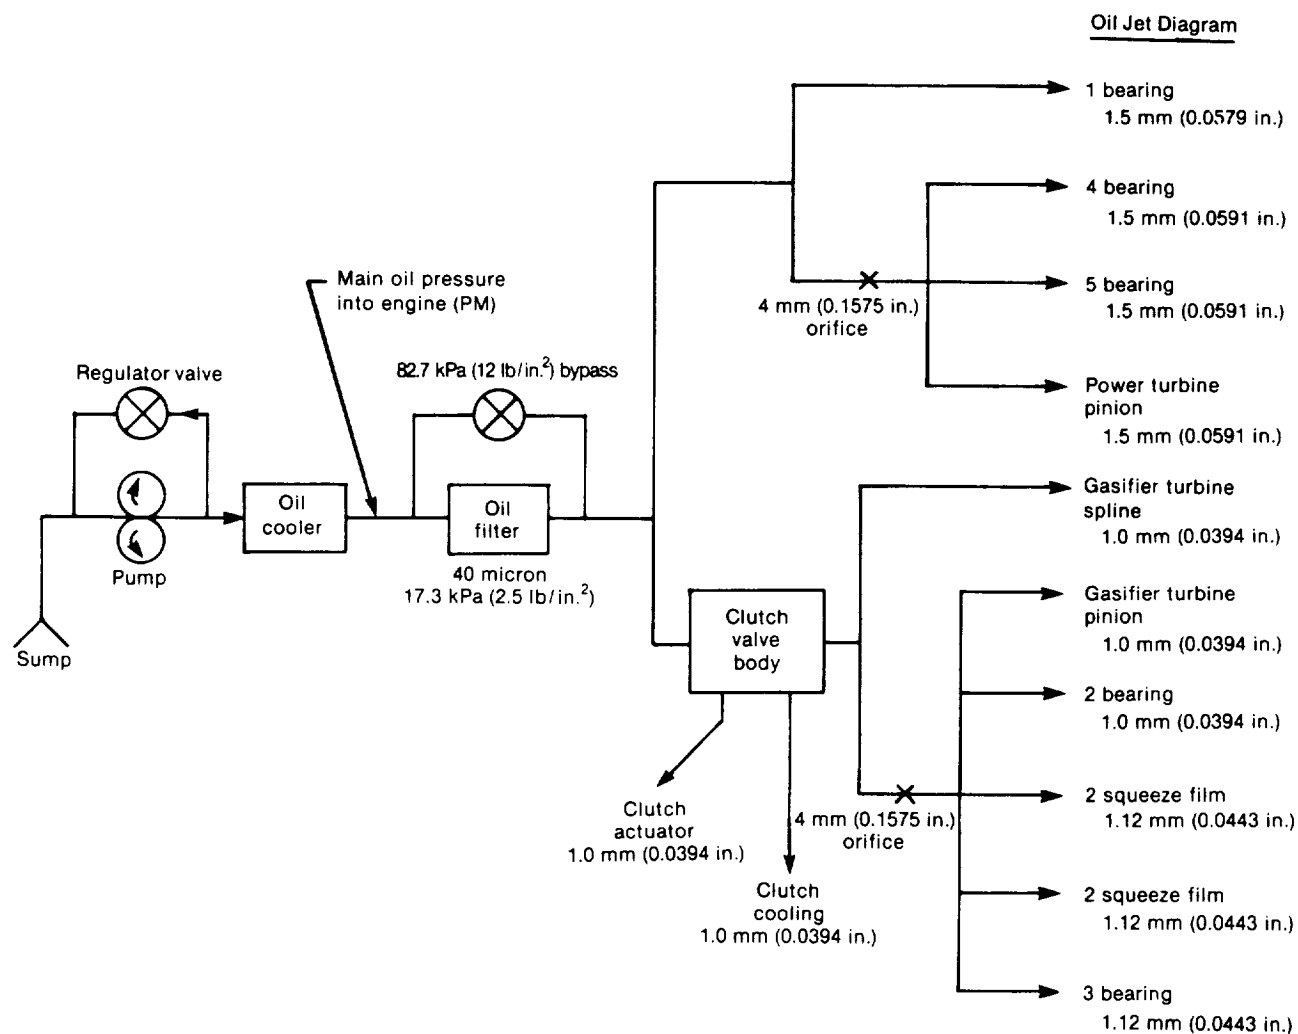 Oil Jet Diagram
1 bearing
1.5 mm (0.0579 in.)
4 bearing
1.5 mm (0.0591 in.)
5 bearing
1.5 mm (0.0591 in.)
4 mm (0.1575 in.)
orifice
Power turbine
pinion
1.5 mm (0.0591 in.)
Main oil pressure
into engine (PM)
82.7 kPa (12 lb/in.²) bypass
Regulator valve
Oil
cooler
Oil
filter
Pump
40 micron
17.3 kPa (2.5 lb/in.²)
Sump
Gasifier turbine
spline
1.0 mm (0.0394 in.)
Clutch
valve
body
Gasifier turbine
pinion
1.0 mm (0.0394 in.)
2 bearing
1.0 mm (0.0394 in.)
Clutch
actuator
1.0 mm (0.0394 in.)
Clutch
cooling
1.0 mm (0.0394 in.)
4 mm (0.1575 in.)
orifice
2 squeeze film
1.12 mm (0.0443 in.)
2 squeeze film
1.12 mm (0.0443 in.)
3 bearing
1.12 mm (0.0443 in.)